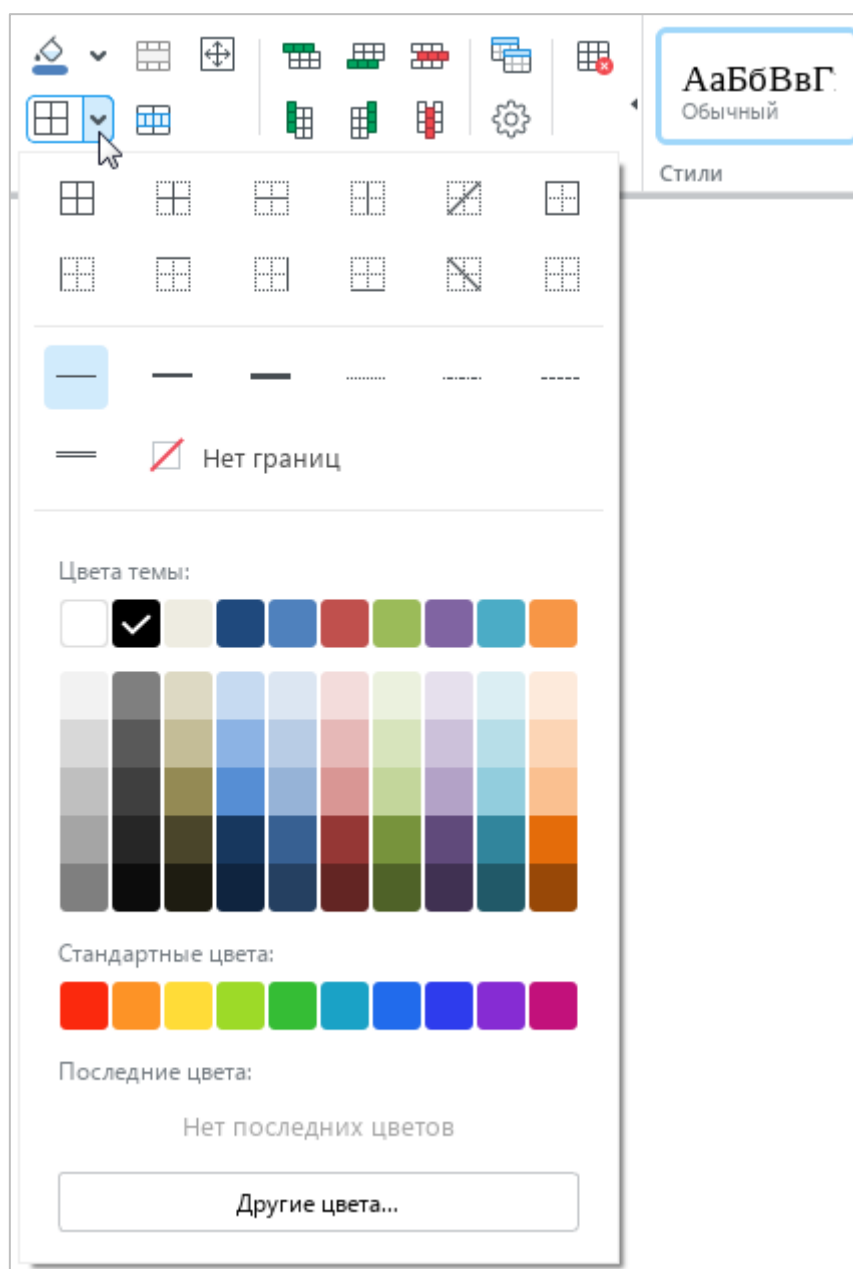 АаБбВвГ
Обычный
Стили
Нет границ
Цвета темы:
Стандартные цвета:
Последние цвета:
Нет последних цветов
Другие цвета...